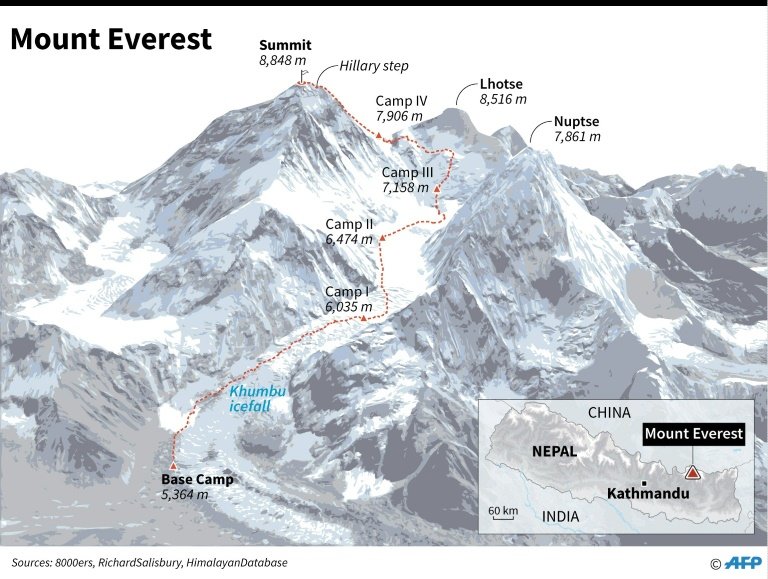 Mount Everest
Summit
8,848 m
Hillary step
Lhotse
8,516 m
Camp IV
7,906 m
Nuptse
7,861 m
Camp III
7,158 m
Camp II
6,474 m
Camp I
6,035 m
Khumbu
icefall
Base Camp
5,364 m
CHINA
Mount Everest
NEPAL
Kathmandu
60 km
INDIA
Sources: 8000ers, RichardSalisbury, HimalayanDatabase
© AFP